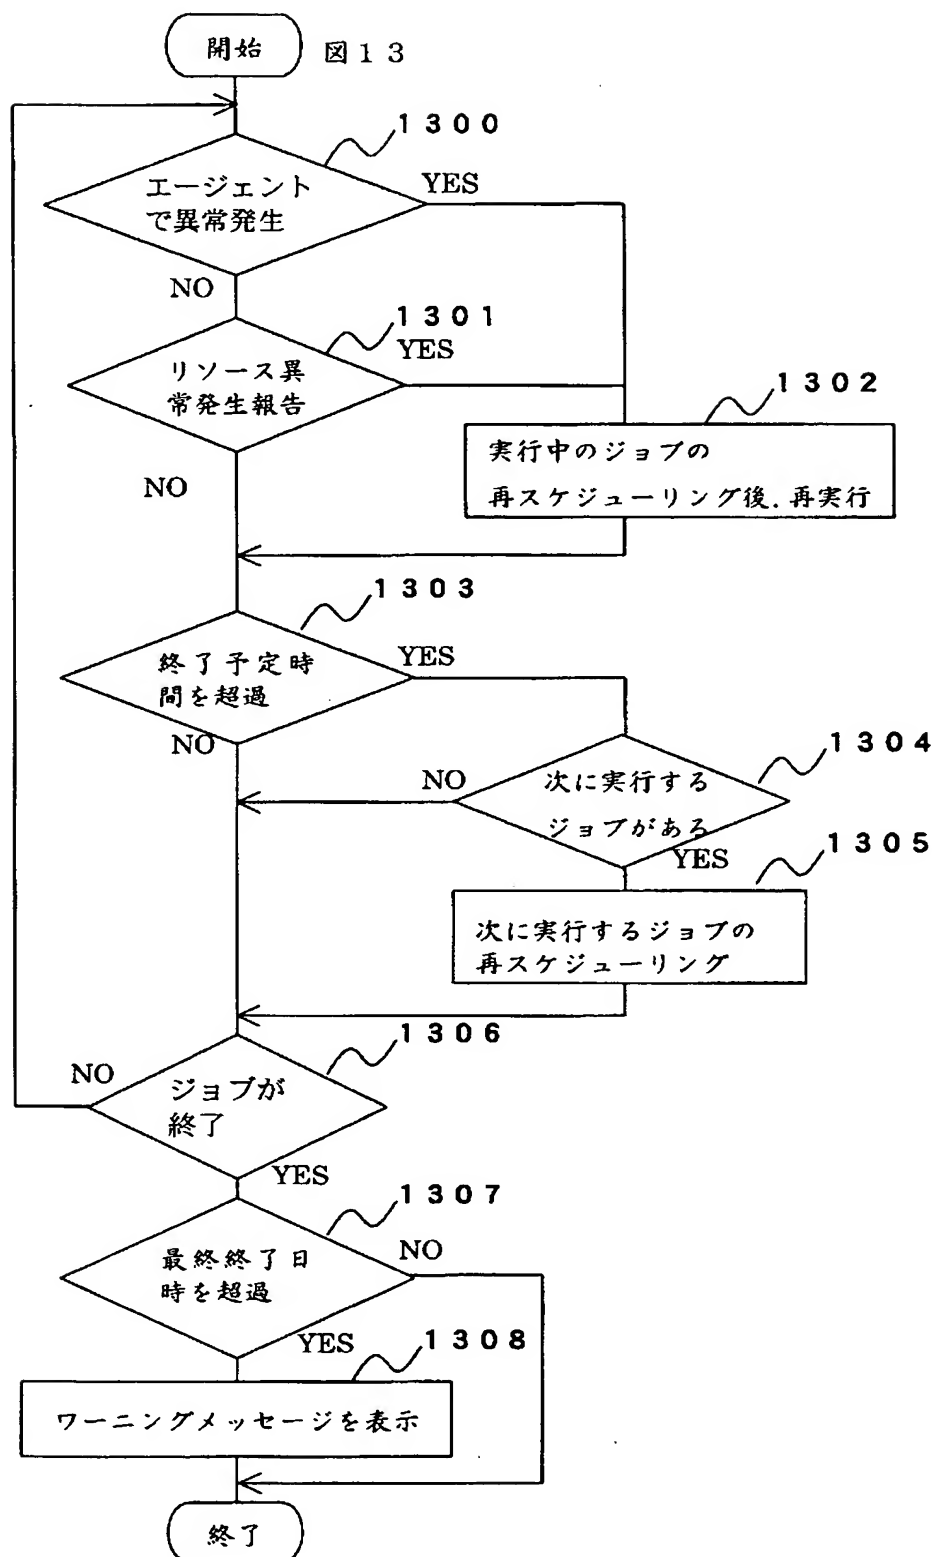 開始
図13
1300
エージェント
で異常発生
YES
NO
1301
リソース異
常発生報告
YES
NO
1302
実行中のジョブの
再スケジューリング後.再実行
1303
終了予定時
間を超過
YES
NO
1304
次に実行する
ジョブがある
NO
YES
1305
次に実行するジョブの
再スケジューリング
1306
ジョブが
終了
NO
YES
1307
最終終了日
時を超過
NO
YES
1308
ワーニングメッセージを表示
終了